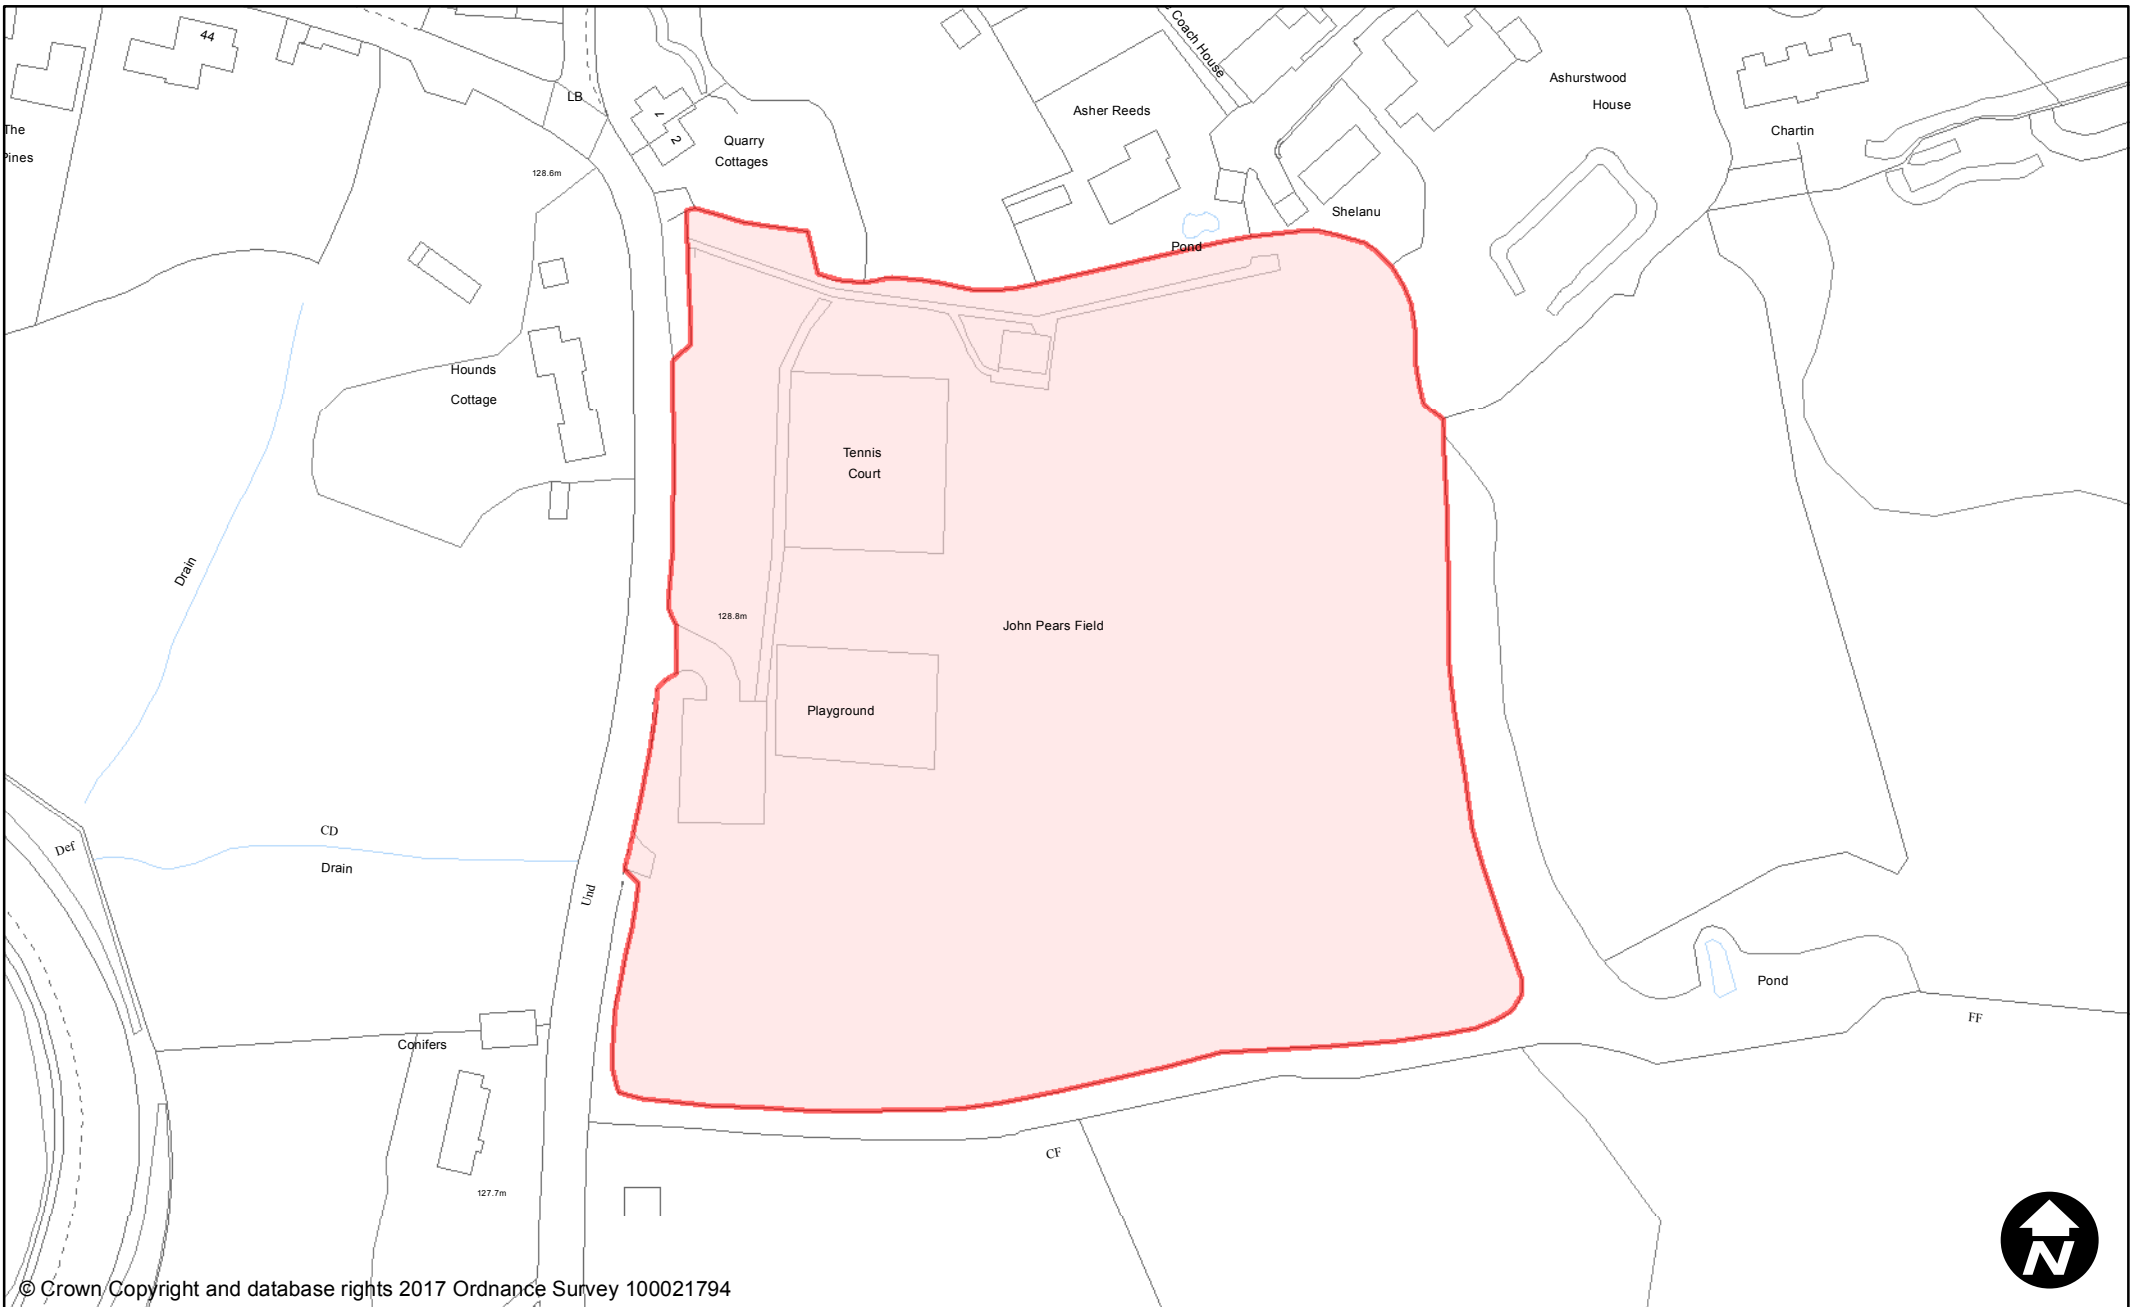 44
Coach House
Ashurstwood
House
LB
Asher Reeds
The
Pines
1
2
Quarry
Cottages
Chartin
128.6m
Shelanu
Pond
Hounds
Cottage
Tennis
Court
Drain
128.8m
John Pears Field
Playground
CD
Def
Drain
Und
Pond
FF
Conifers
CF
127.7m
N
© Crown Copyright and database rights 2017 Ordnance Survey 100021794